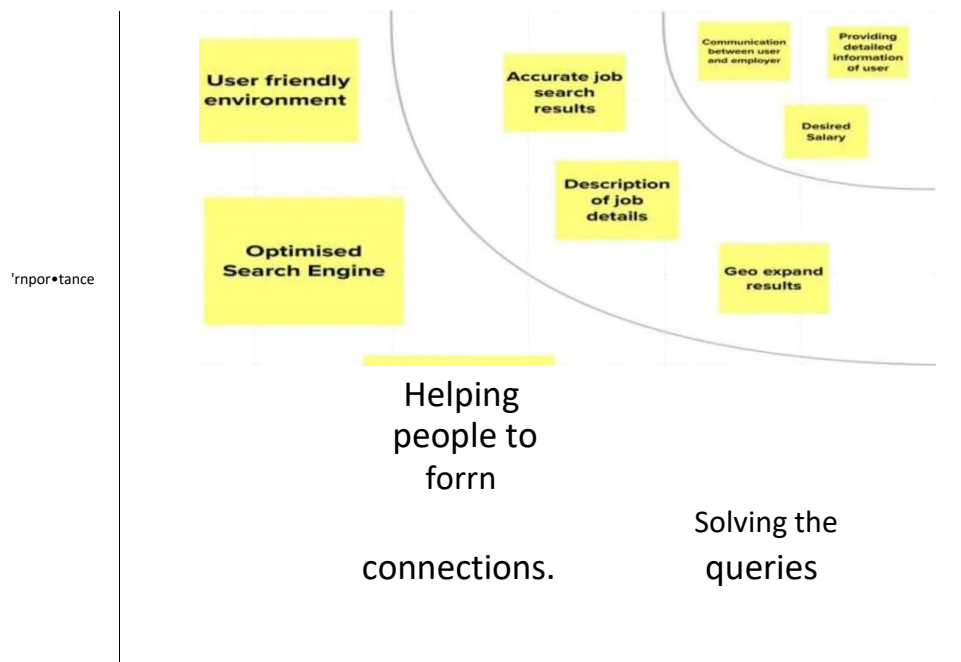 User friendly
environment
Accurate job
search
results
Communication
between user
and employer
Providing
detailed
information
of user
Desired
Salary
Description
of job
details
Optimised
Search Engine
Geo expand
results
'rnpor•tance
Helping
people to
forrn
connections.
Solving the
queries